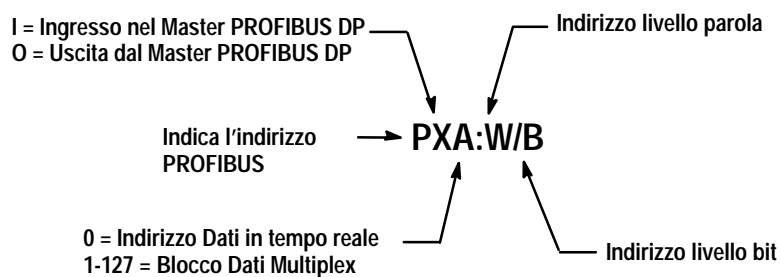 I = Ingresso nel Master PROFIBUS DP
O = Uscita dal Master PROFIBUS DP
Indirizzo livello parola
Indica l'indirizzo
PROFIBUS
PXA:W/B
0 = Indirizzo Dati in tempo reale
1-127 = Blocco Dati Multiplex
Indirizzo livello bit